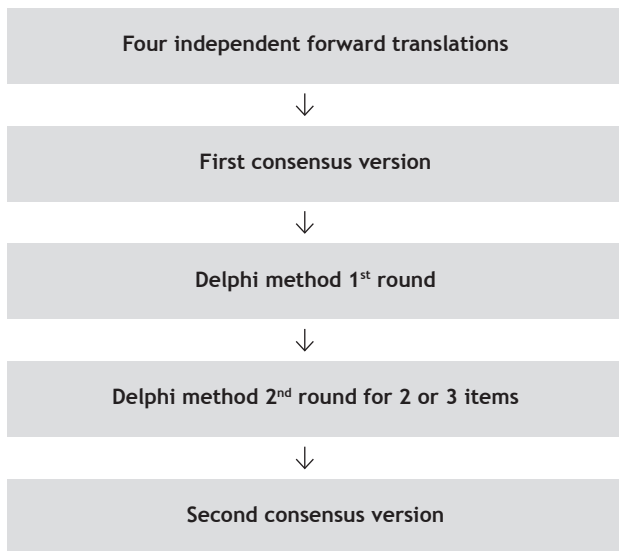 Four independent forward translations
First consensus version
Delphi method 1st round
Delphi method 2nd round for 2 or 3 items
Second consensus version